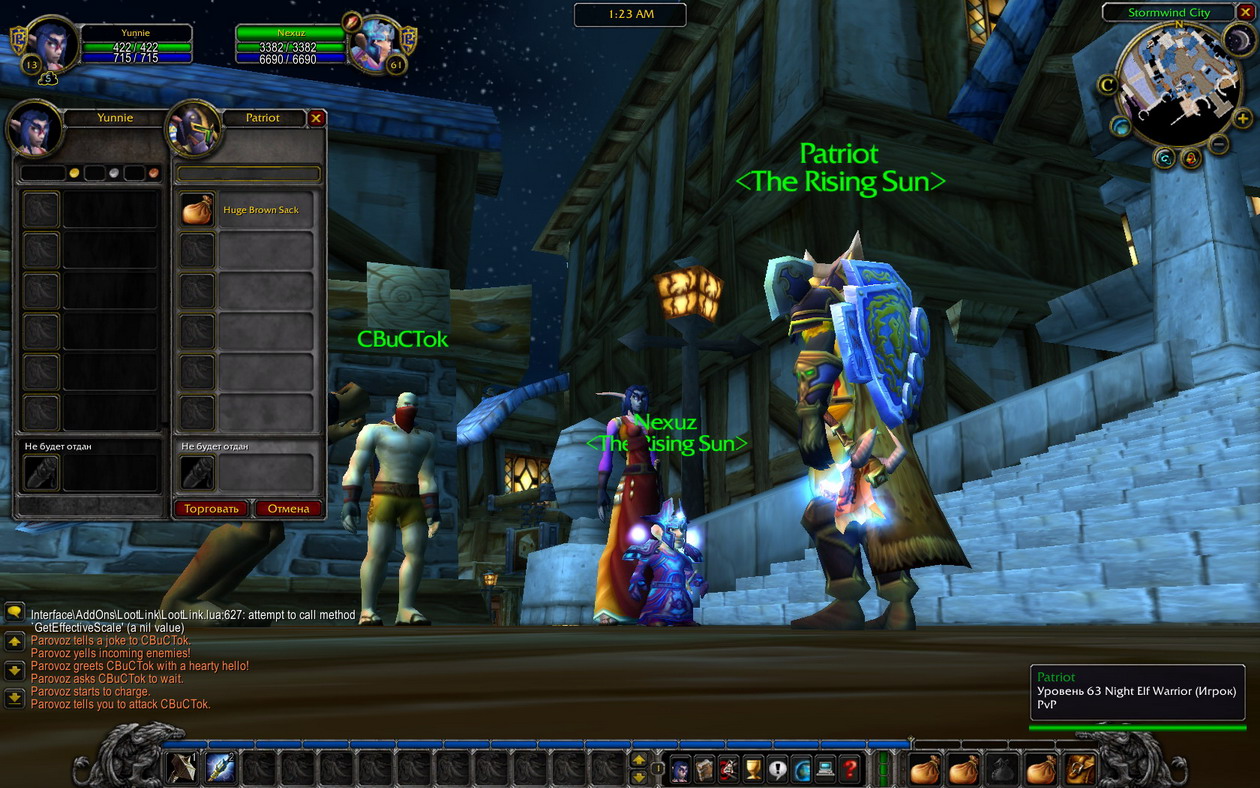 1:23 AM
Stormwind City
N
Yunnie
422 / 422
715 / 715
13
5
Nexuz
3382 / 3382
6690 / 6690
61
C
Yunnie
Patriot
Huge Brown Sack
Не будет отдан
Не будет отдан
Торговать
Отмена
Patriot
<The Rising Sun>
CBuCTok
Nexuz
<The Rising Sun>
Interface\AddOns\LootLink\LootLink.lua:627: attempt to call method
'GetEffectiveScale' (a nil value)
Parovoz tells a joke to CBuCTok.
Parovoz yells incoming enemies!
Parovoz greets CBuCTok with a hearty hello!
Parovoz asks CBuCTok to wait.
Parovoz starts to charge.
Parovoz tells you to attack CBuCTok.
Patriot
Уровень 63 Night Elf Warrior (Игрок)
PvP
1
2
1